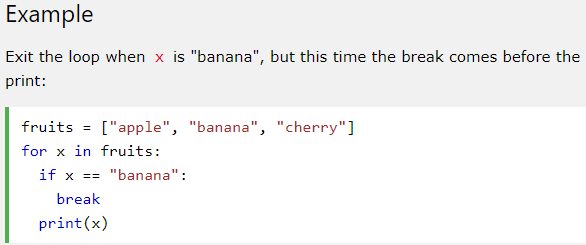 Example
Exit the loop when x is "banana", but this time the break comes before the
print:
fruits = ["apple", "banana", "cherry"]
for x in fruits:
  if x == "banana":
    break
  print(x)